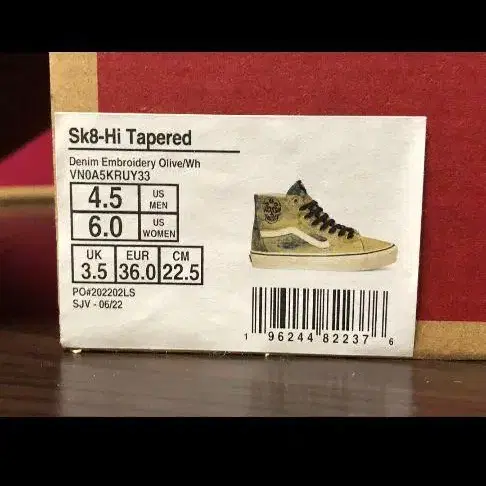 Sk8-Hi Tapered
Denim Embroidery Olive/Wh
VN0A5KRUY33
4.5 US MEN
6.0 US WOMEN
UK EUR CM
3.5 36.0 22.5
PO#202202LS
SJV - 06/22
1 96244 82237 6